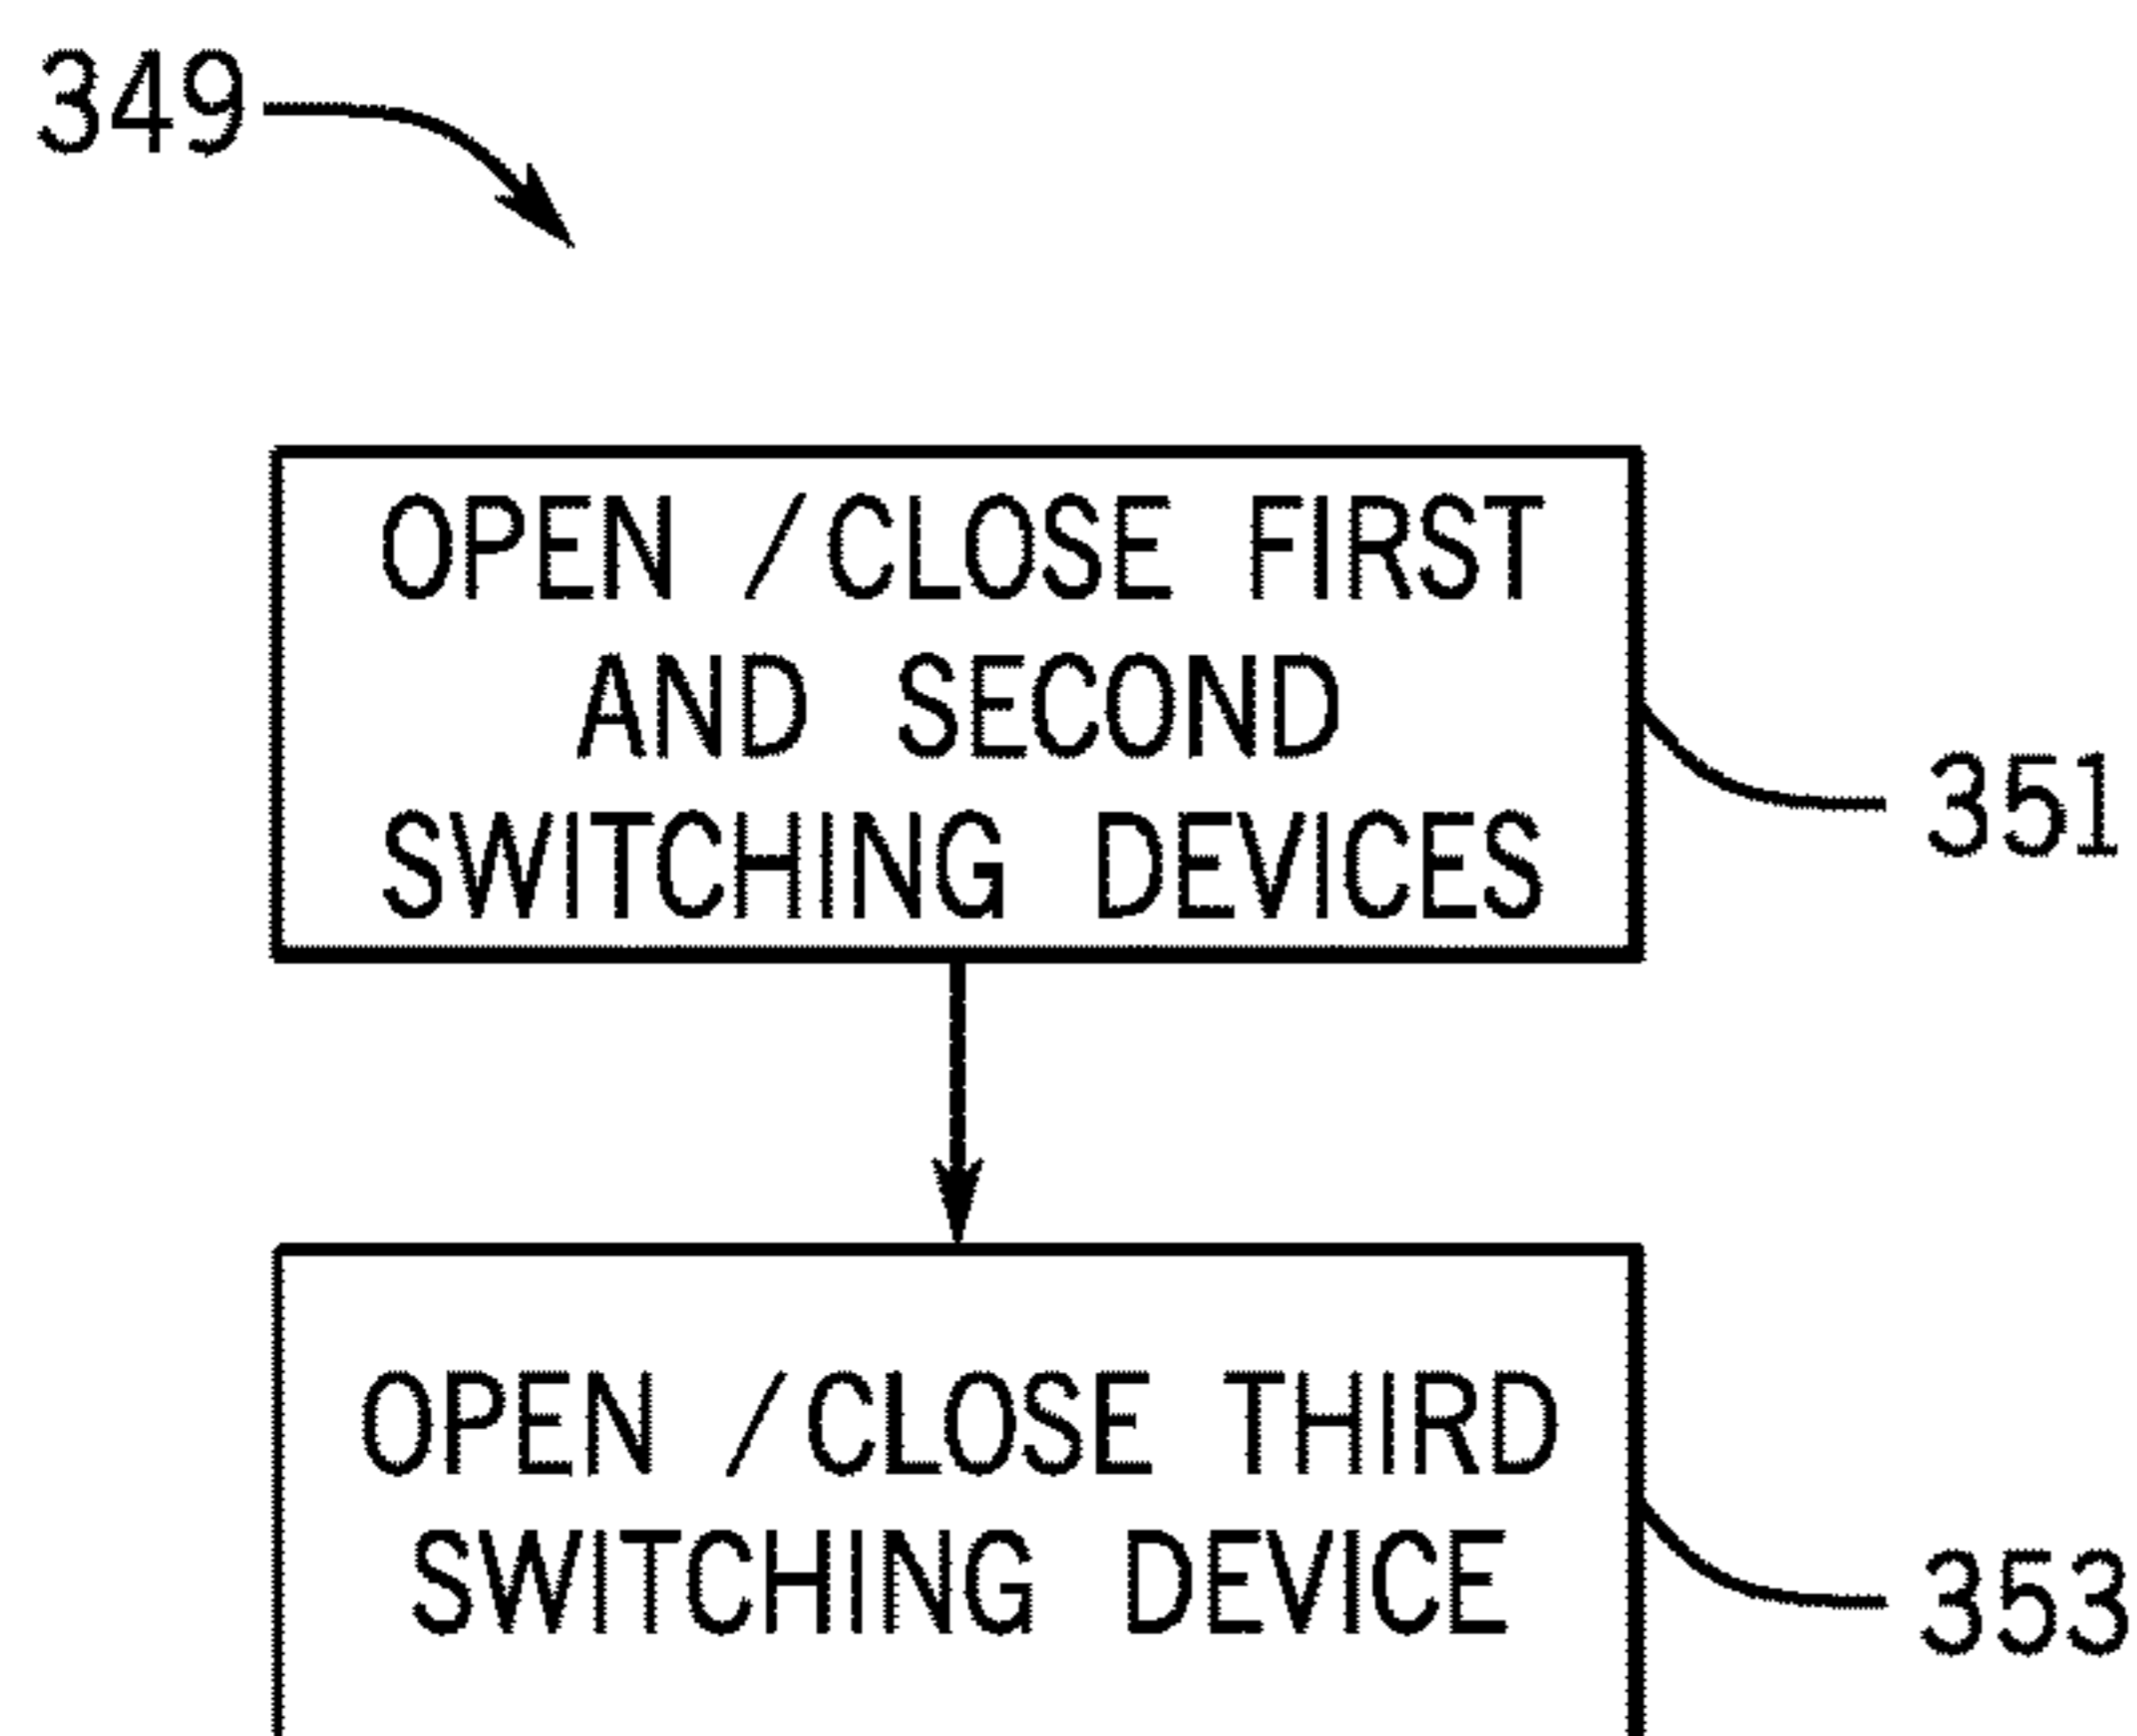 349
OPEN /CLOSE FIRST
AND SECOND
SWITCHING DEVICES
351
OPEN /CLOSE THIRD
SWITCHING DEVICE
353